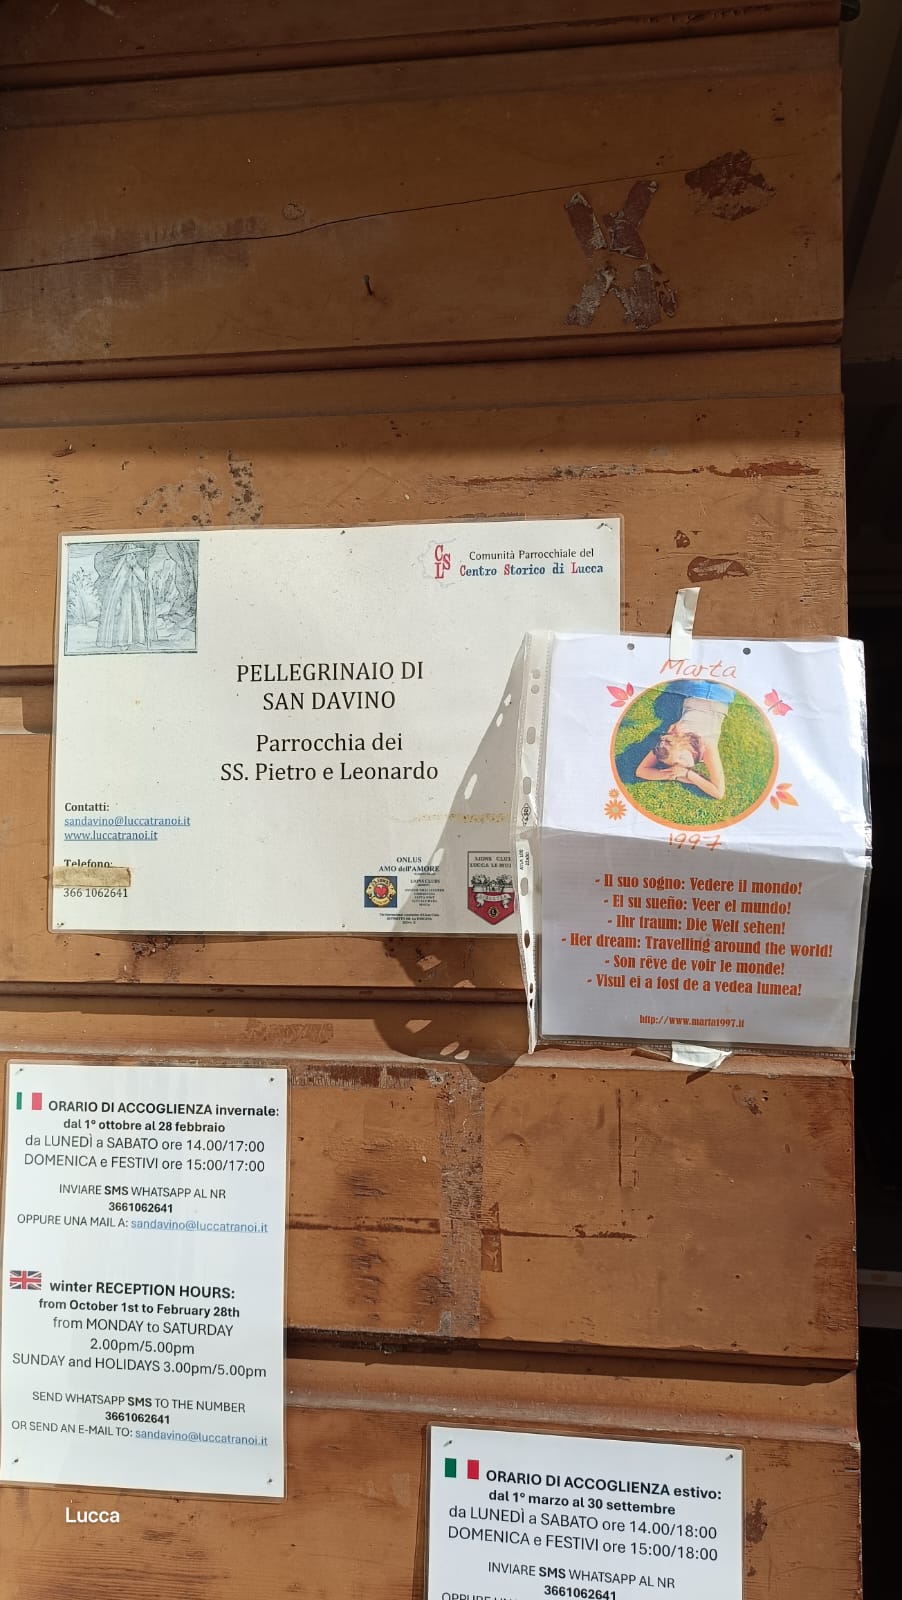 Comunità Parrocchiale del
CSL Centro Storico di Lucca
PELLEGRINAIO DI
SAN DAVINO
Parrocchia dei
SS. Pietro e Leonardo
Contatti:
sandavino@luccatranoi.it
www.luccatranoi.it
Telefono:
366 1062641
ONLUS
AMO dell'AMORE
LIONS CLUBS
LIONS CLUB
Marta
1997
- Il suo sogno: Vedere il mondo!
- El su sueño: Veer el mundo!
- Ihr traum: Die Welt sehen!
- Her dream: Travelling around the world!
- Son rêve de voir le monde!
- Visul ei a fost de a vedea lumea!
http://www.marta1997.it
ORARIO DI ACCOGLIENZA invernale:
dal 1° ottobre al 28 febbraio
da LUNEDÌ a SABATO ore 14.00/17:00
DOMENICA e FESTIVI ore 15:00/17:00
INVIARE SMS WHATSAPP AL NR
3661062641
OPPURE UNA MAIL A: sandavino@luccatranoi.it
winter RECEPTION HOURS:
from October 1st to February 28th
from MONDAY to SATURDAY
2.00pm/5.00pm
SUNDAY and HOLIDAYS 3.00pm/5.00pm
SEND WHATSAPP SMS TO THE NUMBER
3661062641
OR SEND AN E-MAIL TO: sandavino@luccatranoi.it
ORARIO DI ACCOGLIENZA estivo:
dal 1° marzo al 30 settembre
da LUNEDÌ a SABATO ore 14.00/18:00
DOMENICA e FESTIVI ore 15:00/18:00
INVIARE SMS WHATSAPP AL NR
3661062641
Lucca